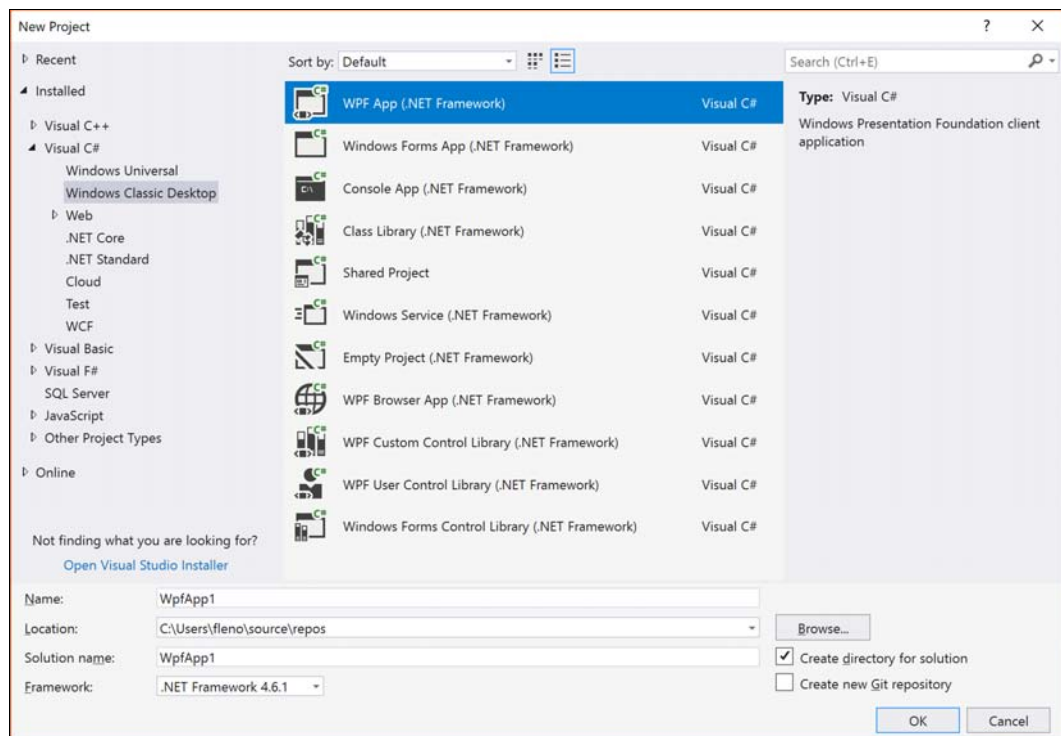 New Project
?
Recent
Installed
Visual C++
Visual C#
Windows Universal
Windows Classic Desktop
Web
.NET Core
.NET Standard
Cloud
Test
WCF
Visual Basic
Visual F#
SQL Server
JavaScript
Other Project Types
Online
Not finding what you are looking for?
Open Visual Studio Installer
Sort by: Default
WPF App (.NET Framework) Visual C#
Windows Forms App (.NET Framework) Visual C#
Console App (.NET Framework) Visual C#
Class Library (.NET Framework) Visual C#
Shared Project Visual C#
Windows Service (.NET Framework) Visual C#
Empty Project (.NET Framework) Visual C#
WPF Browser App (.NET Framework) Visual C#
WPF Custom Control Library (.NET Framework) Visual C#
WPF User Control Library (.NET Framework) Visual C#
Windows Forms Control Library (.NET Framework) Visual C#
Search (Ctrl+E)
Type: Visual C#
Windows Presentation Foundation client
application
Name: WpfApp1
Location: C:\Users\fleno\source\repos
Browse...
Solution name: WpfApp1
Create directory for solution
Framework: .NET Framework 4.6.1
Create new Git repository
OK Cancel